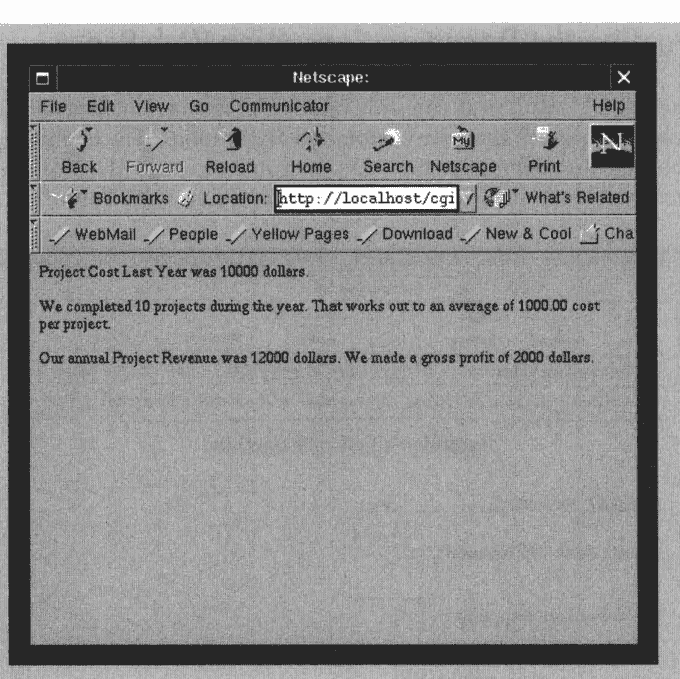 Netscape:
File Edit View Go Communicator Help
My N
Back Forward Reload Home Search Netscape Print
Bookmarks Location: http://localhost/cgi What's Related
WebMail People Yellow Pages Download New & Cool Cha
Project Cost Last Year was 10000 dollars.
We completed 10 projects during the year. That works out to an average of 1000.00 cost
per project.
Our annual Project Revenue was 12000 dollars. We made a gross profit of 2000 dollars.